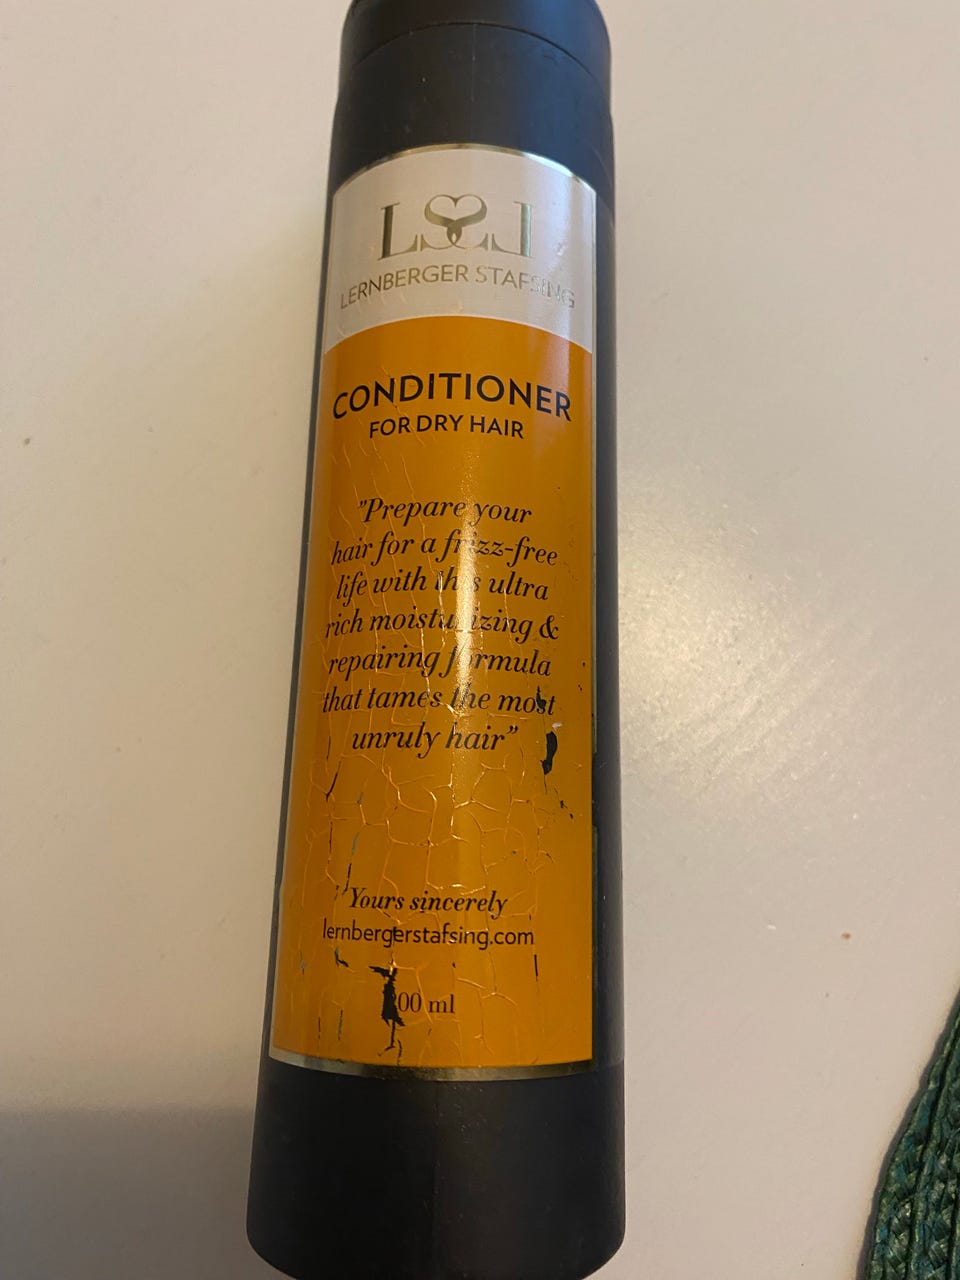 LERNBERGER STAFSING
CONDITIONER
FOR DRY HAIR
"Prepare your
hair for a frizz-free
life with this ultra
rich moisturizing &
repairing formula
that tames the most
unruly hair"
Yours sincerely
lernbergerstafsing.com
00 ml